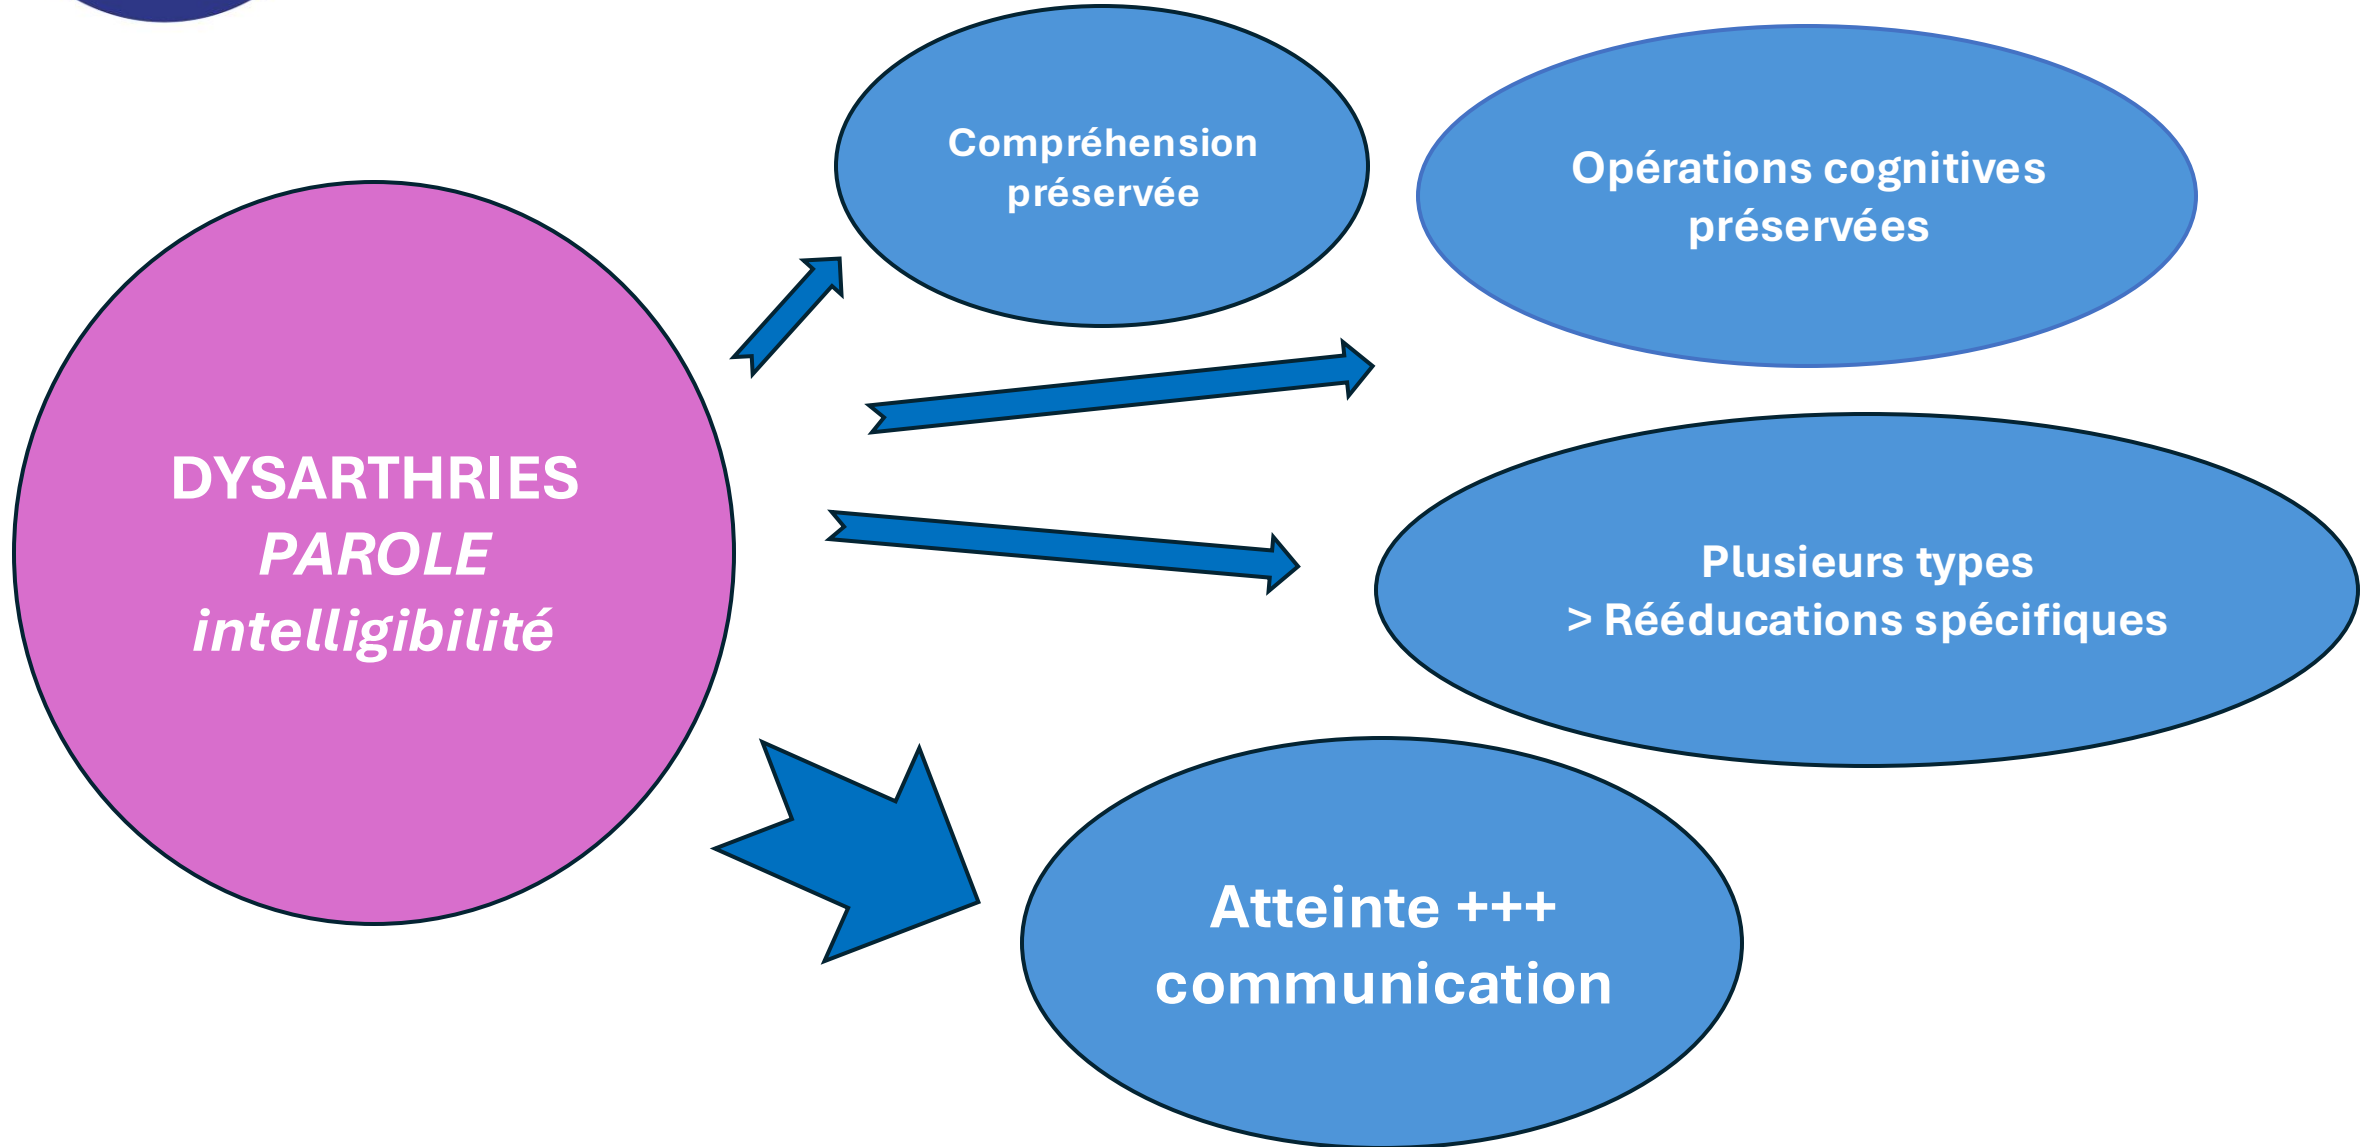 Compréhension
préservée
Opérations cognitives
préservées
DYSARTHRIES
PAROLE
intelligibilité
Plusieurs types
> Rééducations spécifiques
Atteinte +++
communication